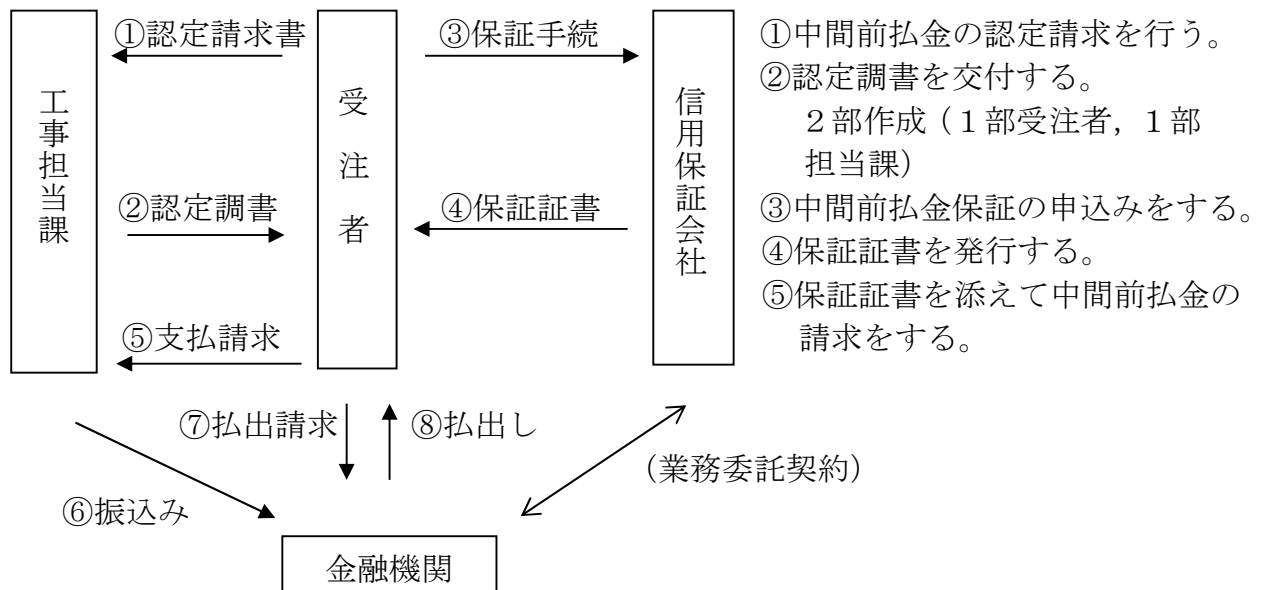 ①認定請求書
③保証手続
工事担当課
受注者
信用保証会社
②認定調書
④保証証書
⑤支払請求
⑦払出請求
⑧払出し
(業務委託契約)
⑥振込み
金融機関
①中間前払金の認定請求を行う。
②認定調書を交付する。
２部作成（１部受注者，１部
担当課）
③中間前払金保証の申込みをする。
④保証証書を発行する。
⑤保証証書を添えて中間前払金の
請求をする。